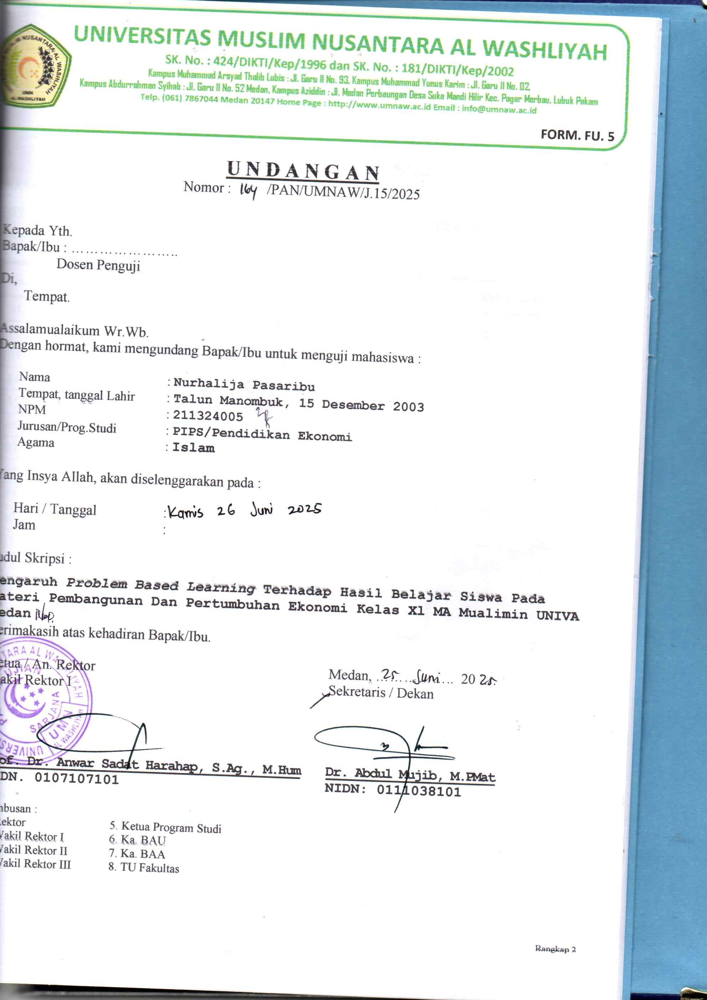 UNIVERSITAS MUSLIM NUSANTARA AL WASHLIYAH
SK. No. : 424/DIKTI/Kep/1996 dan SK. No. : 181/DIKTI/Kep/2002
Kampus Muhammad Arsyad Thalib Lubis : Jl. Garu II No. 93, Kampus Muhammad Yunus Karim : Jl. Garu II No. 02,
Kampus Abdurrahman Syihab : Jl. Garu II No. 52 Medan, Kampus Aziddin : Jl. Medan Perbaungan Desa Suka Mandi Hilir Kec. Pagar Merbau, Lubuk Pakam
Telp. (061) 7867044 Medan 20147 Home Page : http://www.umnaw.ac.id Email : info@umnaw.ac.id
NUSANTARA AL WASHLIYAH
UMN
AL WASHLIYAH
FORM. FU. 5
UNDANGAN
Nomor : 164 /PAN/UMNAW/J.15/2025
Kepada Yth.
Bapak/Ibu : ........................
Dosen Penguji
Di,
Tempat.
Assalamualaikum Wr.Wb.
Dengan hormat, kami mengundang Bapak/Ibu untuk menguji mahasiswa :
Nama : Nurhalija Pasaribu
Tempat, tanggal Lahir : Talun Manombuk, 15 Desember 2003
NPM : 211324005
Jurusan/Prog.Studi : PIPS/Pendidikan Ekonomi
Agama : Islam
Yang Insya Allah, akan diselenggarakan pada :
Hari / Tanggal : Kamis 26 Juni 2025
Jam :
udul Skripsi :
engaruh Problem Based Learning Terhadap Hasil Belajar Siswa Pada
ateri Pembangunan Dan Pertumbuhan Ekonomi Kelas Xl MA Mualimin UNIVA
edan
erimakasih atas kehadiran Bapak/Ibu.
etua / An. Rektor
akil Rektor I
TARA AL WASHLIYAH
UJIAN
SARJANA
UMN
AL WASHLIYAH
UNIVERSI
Medan, ..25.....Juni... 20 25.
Sekretaris / Dekan
of. Dr. Anwar Sadat Harahap, S.Ag., M.Hum
DN. 0107107101
Dr. Abdul Mujib, M.PMat
NIDN: 0111038101
nbusan :
ektor
Wakil Rektor I
Wakil Rektor II
Wakil Rektor III
5. Ketua Program Studi
6. Ka. BAU
7. Ka. BAA
8. TU Fakultas
Rangkap 2